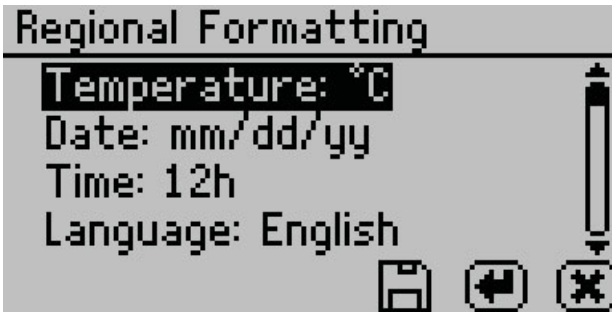 Regional Formatting
Temperature: °C
Date: mm/dd/yy
Time: 12h
Language: English